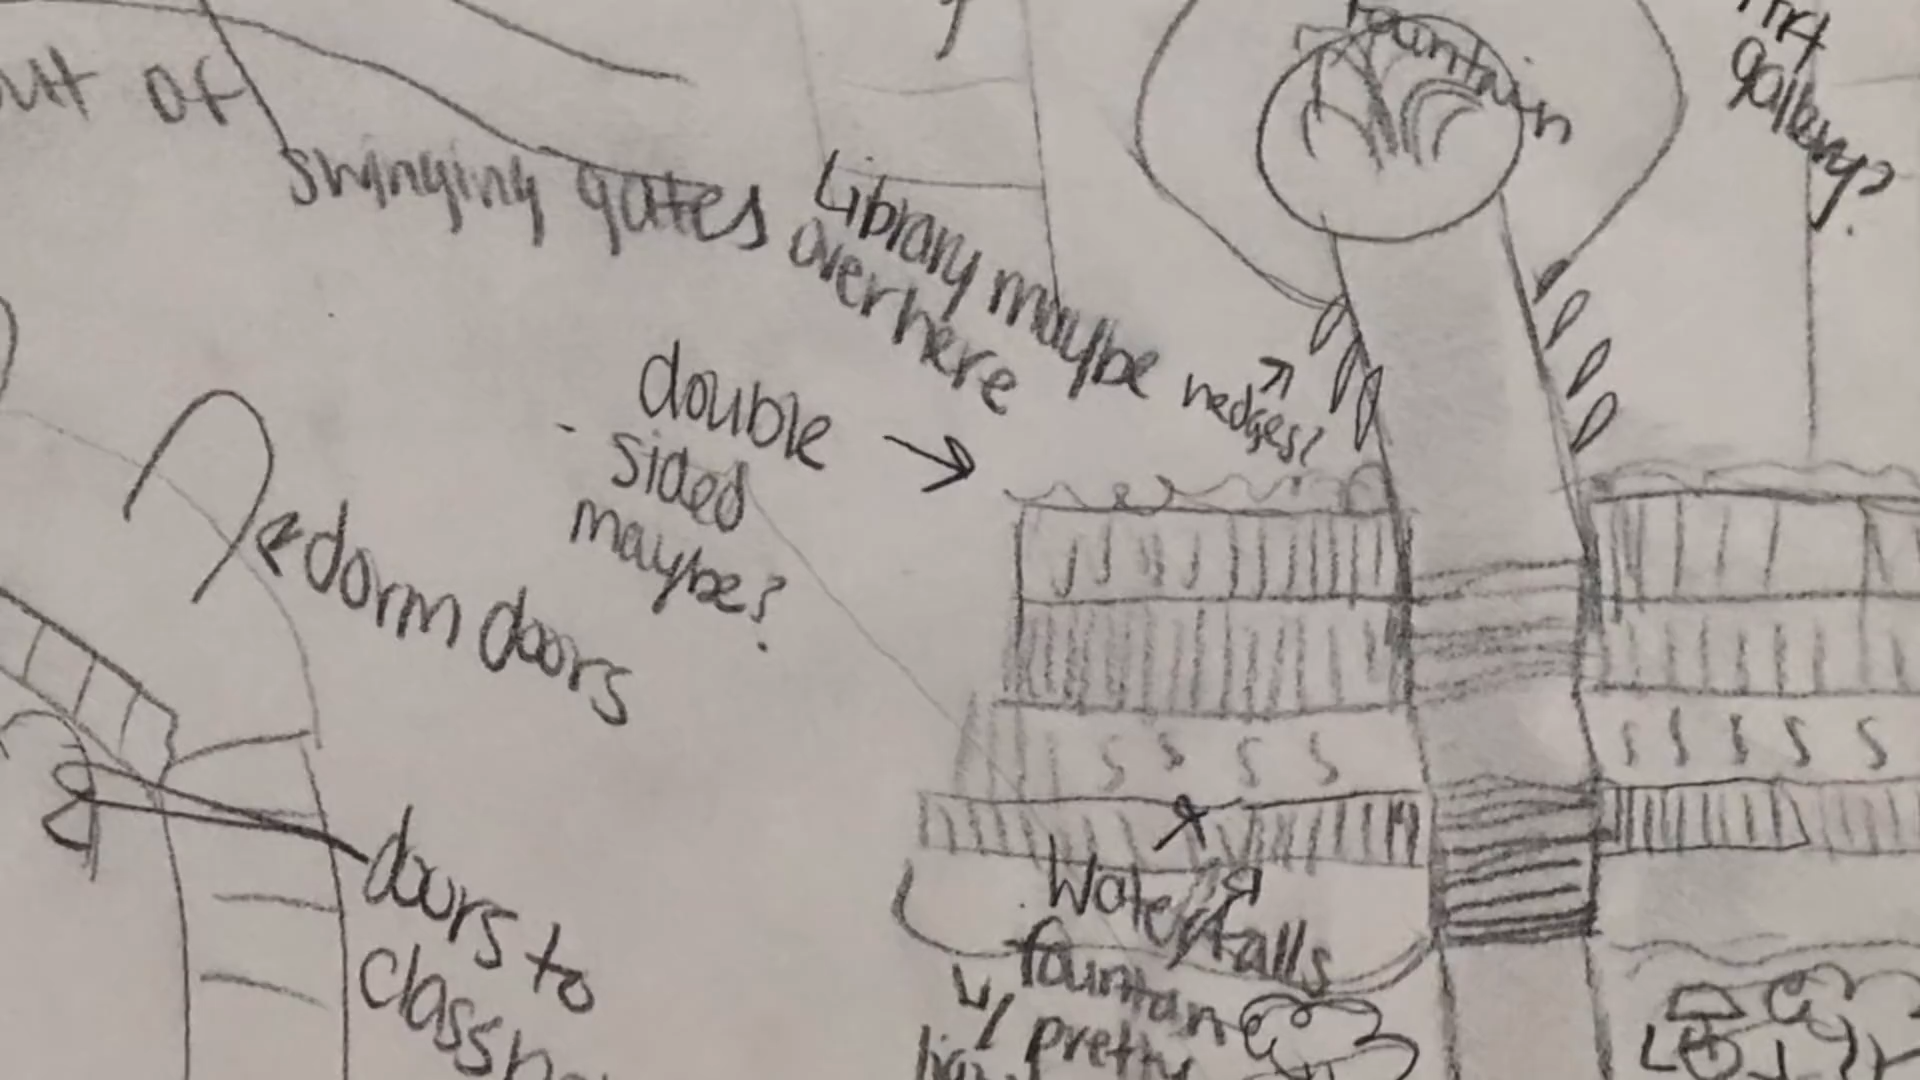 Fountain
Art
gallery?
out of
swinging gates
Library maybe
over here
hedges?
double
- sided
maybe?
dorm doors
Waterfalls
doors to
fountain
w/ pretty